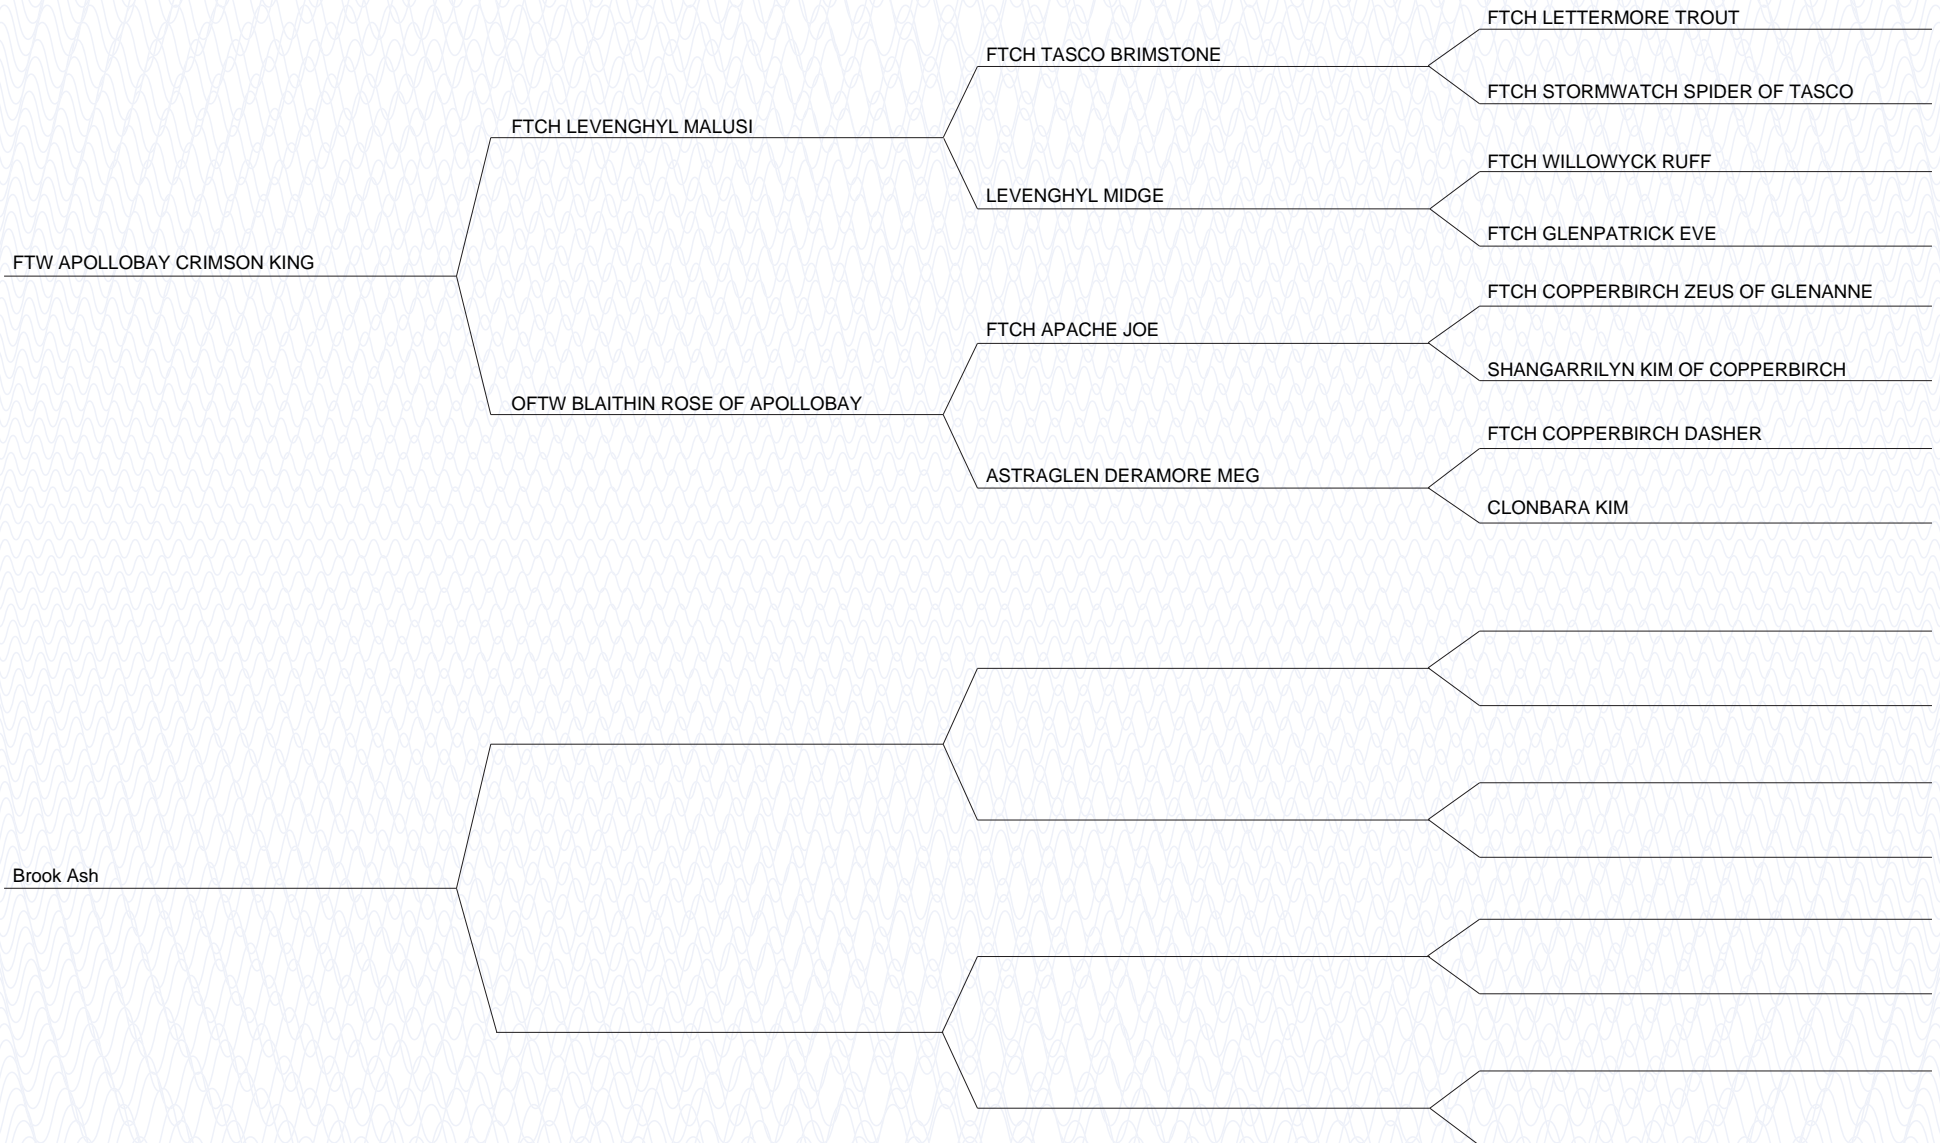 FTCH LETTERMORE TROUT
FTCH TASCO BRIMSTONE
FTCH STORMWATCH SPIDER OF TASCO
FTCH LEVENGHYL MALUSI
FTCH WILLOWYCK RUFF
LEVENGHYL MIDGE
FTCH GLENPATRICK EVE
FTW APOLLOBAY CRIMSON KING
FTCH COPPERBIRCH ZEUS OF GLENANNE
FTCH APACHE JOE
SHANGARRILYN KIM OF COPPERBIRCH
OFTW BLAITHIN ROSE OF APOLLOBAY
FTCH COPPERBIRCH DASHER
ASTRAGLEN DERAMORE MEG
CLONBARA KIM
Brook Ash